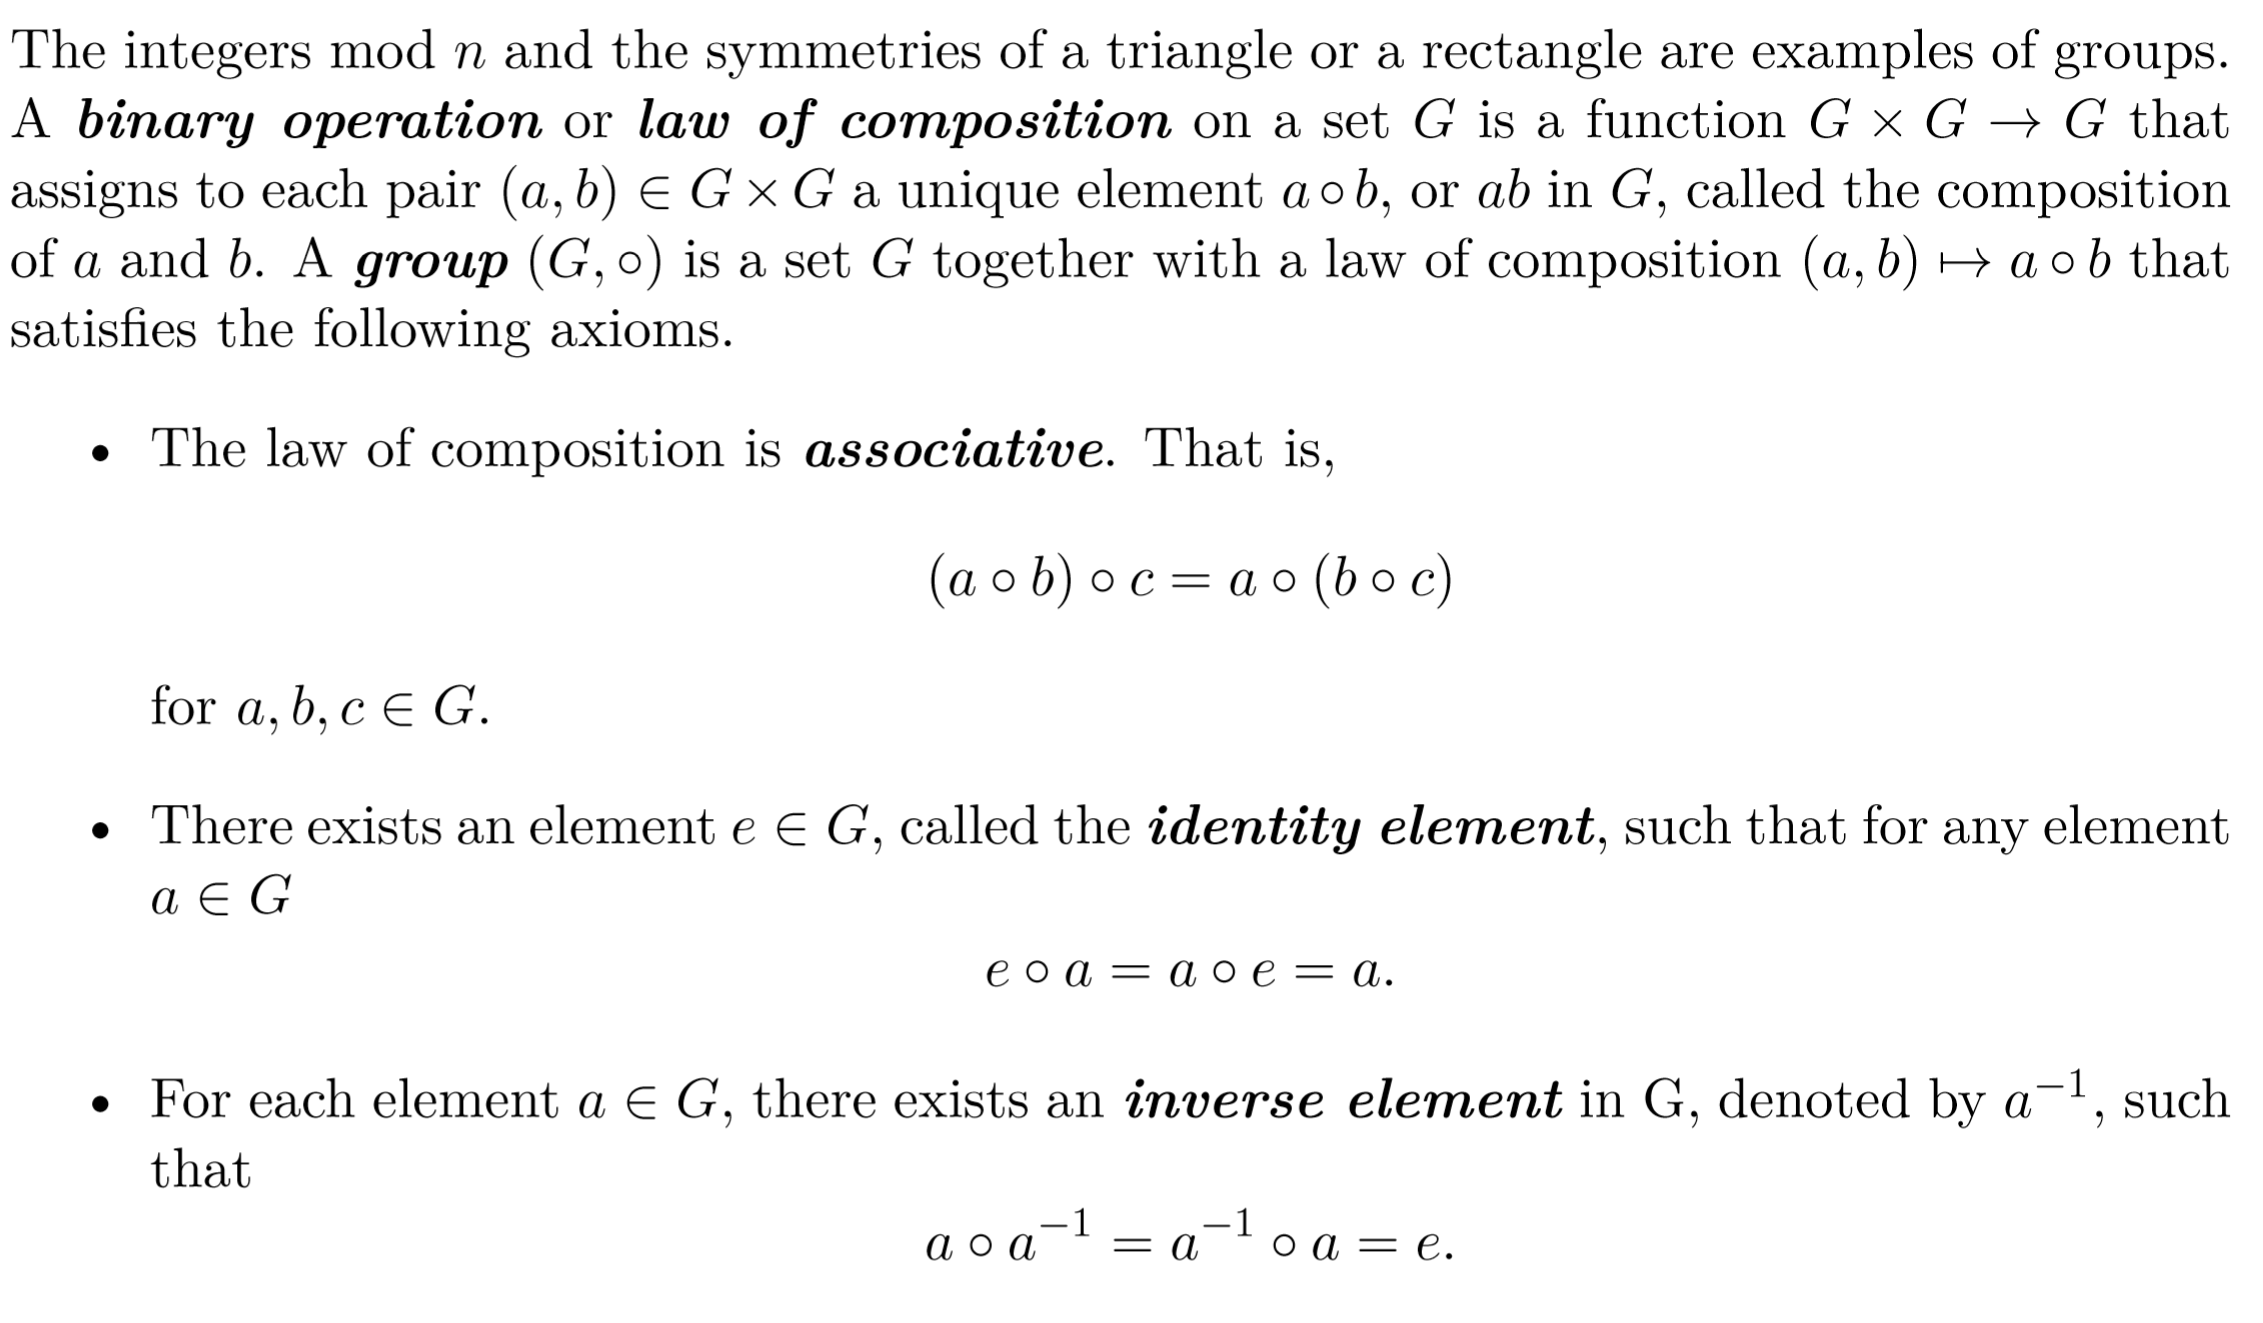 The integers mod n and the symmetries of a triangle or a rectangle are examples of groups.
A binary operation or law of composition on a set G is a function G × G → G that
assigns to each pair (a, b) ∈ G × G a unique element a ∘ b, or ab in G, called the composition
of a and b. A group (G, ∘) is a set G together with a law of composition (a, b) ↦ a ∘ b that
satisfies the following axioms.
• The law of composition is associative. That is,
(a ∘ b) ∘ c = a ∘ (b ∘ c)
for a, b, c ∈ G.
• There exists an element e ∈ G, called the identity element, such that for any element
a ∈ G
e ∘ a = a ∘ e = a.
• For each element a ∈ G, there exists an inverse element in G, denoted by a⁻¹, such
that
a ∘ a⁻¹ = a⁻¹ ∘ a = e.